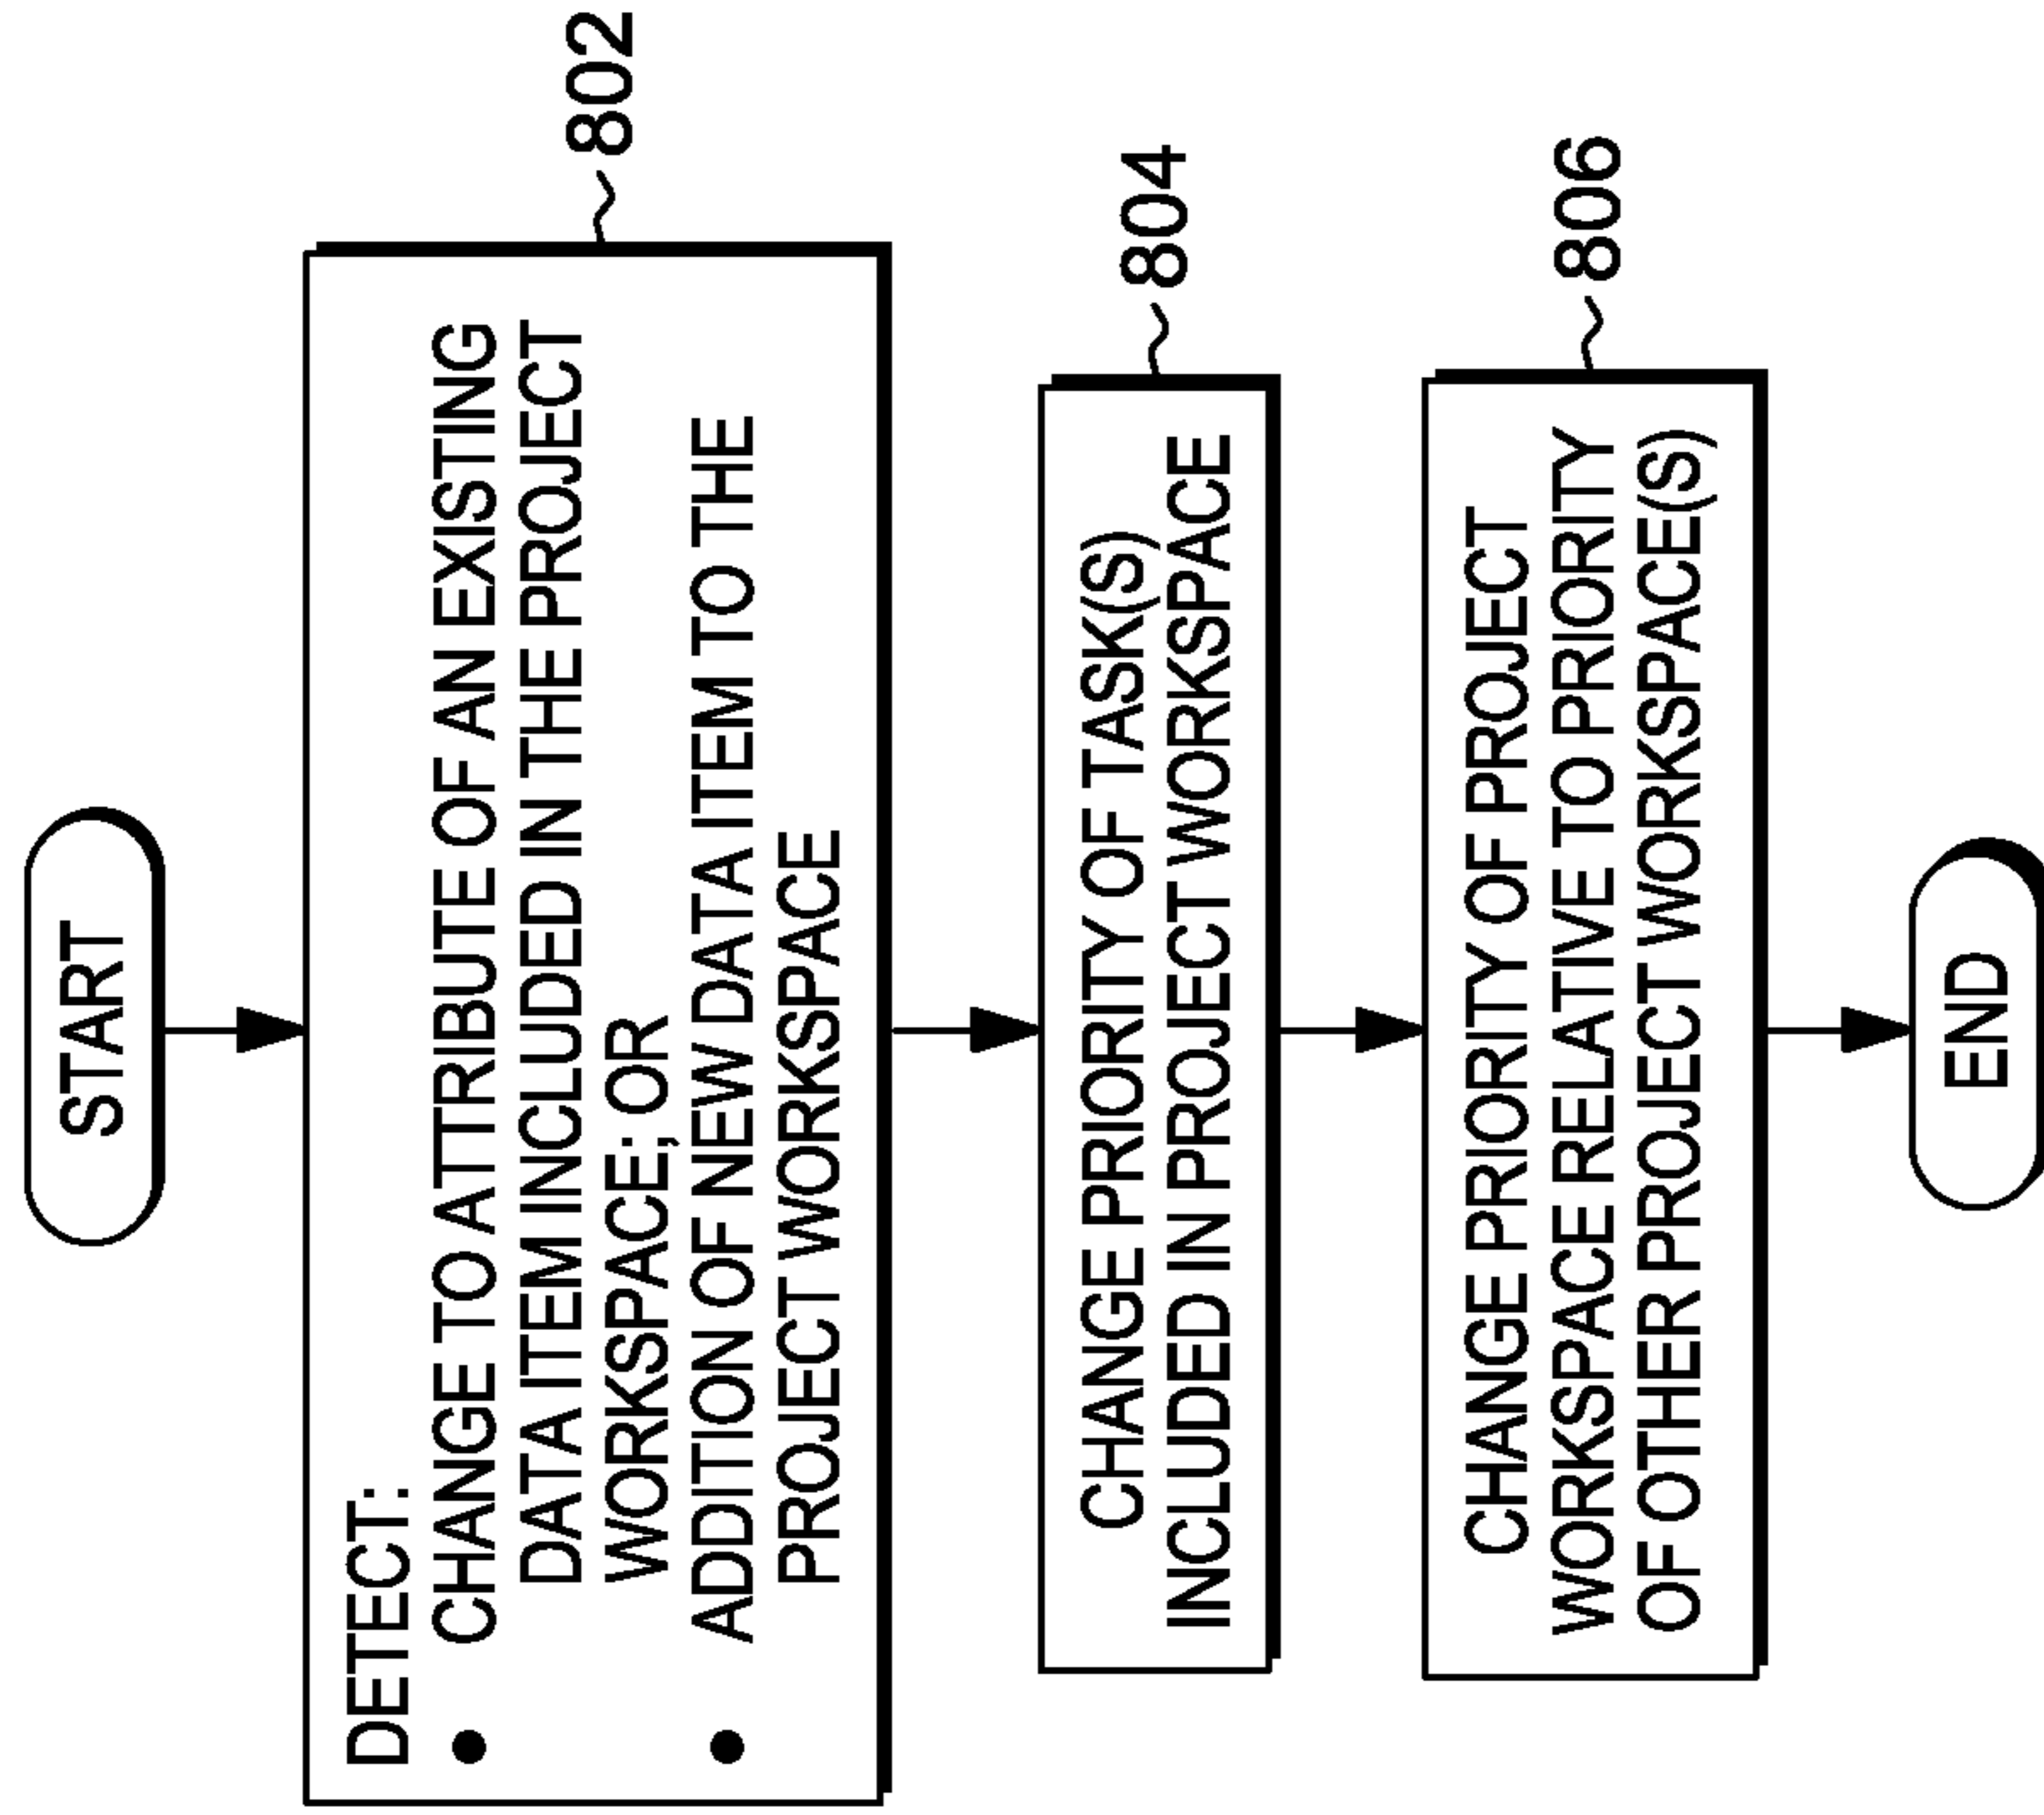 START
DETECT:
● CHANGE TO ATTRIBUTE OF AN EXISTING
DATA ITEM INCLUDED IN THE PROJECT
WORKSPACE; OR
● ADDITION OF NEW DATA ITEM TO THE
PROJECT WORKSPACE
802
CHANGE PRIORITY OF TASK(S)
INCLUDED IN PROJECT WORKSPACE
804
CHANGE PRIORITY OF PROJECT
WORKSPACE RELATIVE TO PRIORITY
OF OTHER PROJECT WORKSPACE(S)
806
END